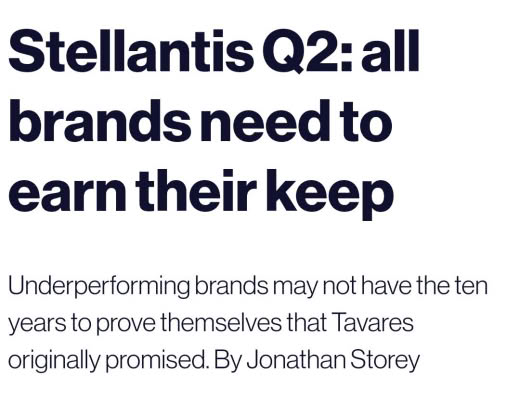 Stellantis Q2: all
brands need to
earn their keep
Underperforming brands may not have the ten
years to prove themselves that Tavares
originally promised. By Jonathan Storey